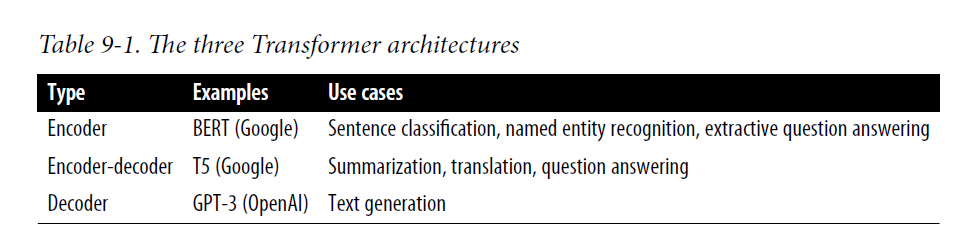 Table 9-1. The three Transformer architectures
Type Examples Use cases
Encoder BERT (Google) Sentence classification, named entity recognition, extractive question answering
Encoder-decoder T5 (Google) Summarization, translation, question answering
Decoder GPT-3 (OpenAI) Text generation